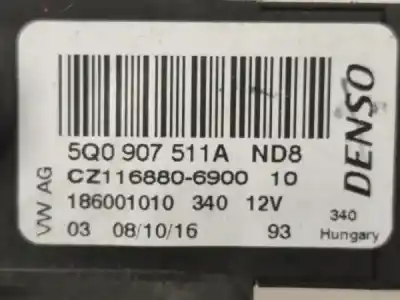 5Q0 907 511A ND8
CZ116880-6900 10
186001010 340 12V
03 08/10/16 93
VW AG
DENSO
340
Hungary